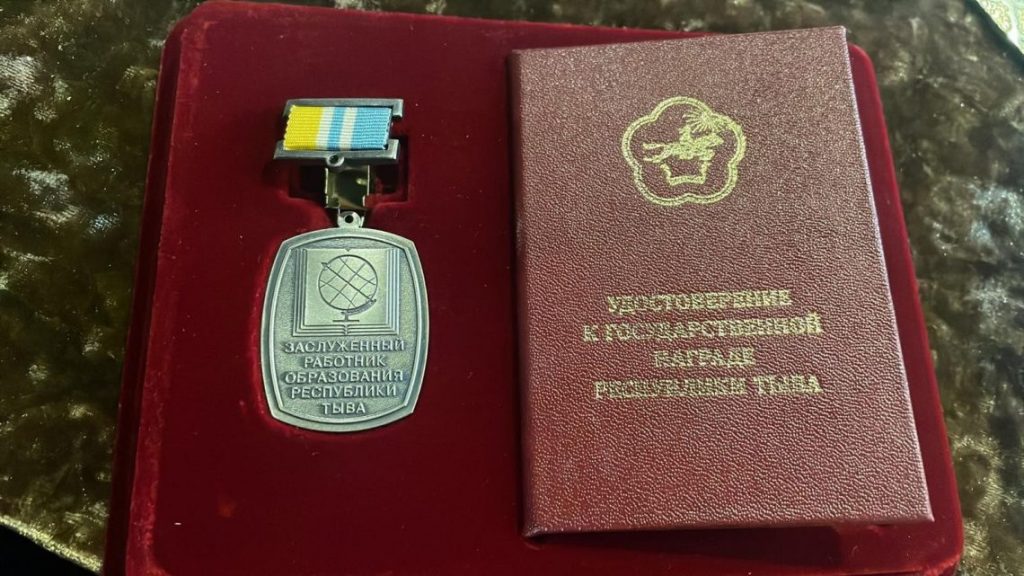 ЗАСЛУЖЕННЫЙ
РАБОТНИК
ОБРАЗОВАНИЯ
РЕСПУБЛИКИ
ТЫВА
УДОСТОВЕРЕНИЕ
К ГОСУДАРСТВЕННОЙ
НАГРАДЕ
РЕСПУБЛИКИ ТЫВА